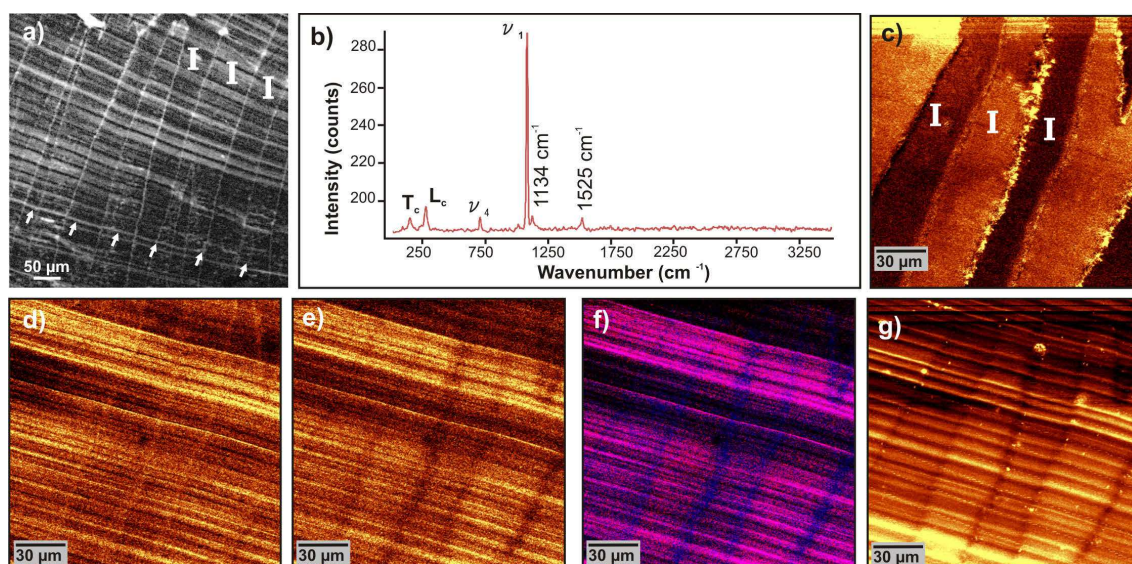 a)
I I I
50 µm
b)
Intensity (counts)
280
260
240
220
200
T c
L c
ν 4
ν 1
1134 cm -1
1525 cm -1
250 750 1250 1750 2250 2750 3250
Wavenumber (cm -1)
c)
I I I
30 µm
d)
30 µm
e)
30 µm
f)
30 µm
g)
30 µm